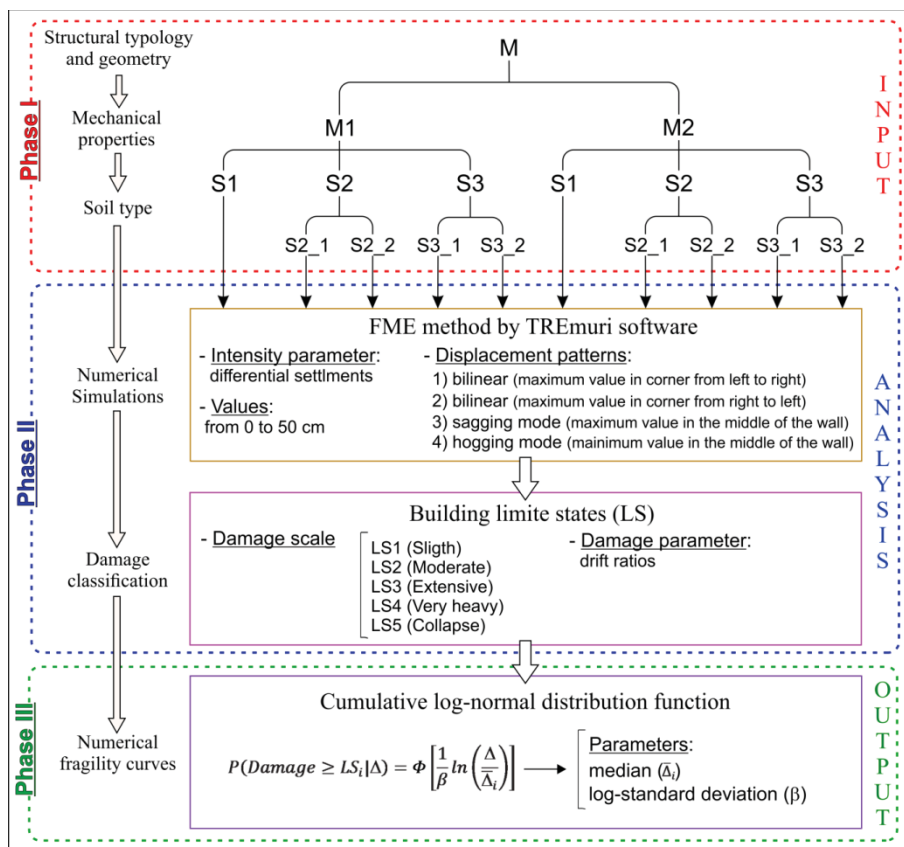 Phase I
Structural typology
and geometry
Mechanical
properties
Soil type
M
M1 M2
S1 S2 S3 S1 S2 S3
S2_1 S2_2 S3_1 S3_2 S2_1 S2_2 S3_1 S3_2
INPUT
Phase II
Numerical
Simulations
Damage
classification
FME method by TREmuri software
- Intensity parameter:
differential settlments
- Values:
from 0 to 50 cm
- Displacement patterns:
1) bilinear (maximum value in corner from left to right)
2) bilinear (maximum value in corner from right to left)
3) sagging mode (maximum value in the middle of the wall)
4) hogging mode (mainimum value in the middle of the wall)
Building limite states (LS)
- Damage scale
LS1 (Sligth)
LS2 (Moderate)
LS3 (Extensive)
LS4 (Very heavy)
LS5 (Collapse)
- Damage parameter:
drift ratios
ANALYSIS
Phase III
Numerical
fragility curves
Cumulative log-normal distribution function
P(Damage ≥ LSᵢ|Δ) = Φ[1/β ln(Δ/Δ̅ᵢ)]
Parameters:
median (Δ̅ᵢ)
log-standard deviation (β)
OUTPUT